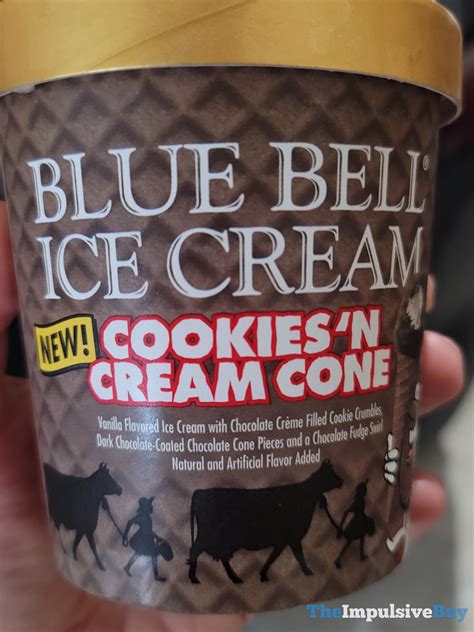 BLUE BELL®
ICE CREAM
NEW! COOKIES 'N
CREAM CONE
Vanilla Flavored Ice Cream with Chocolate Crème Filled Cookie Crumbles,
Dark Chocolate-Coated Chocolate Cone Pieces and a Chocolate Fudge Swirl
Natural and Artificial Flavor Added
TheImpulsiveBuy